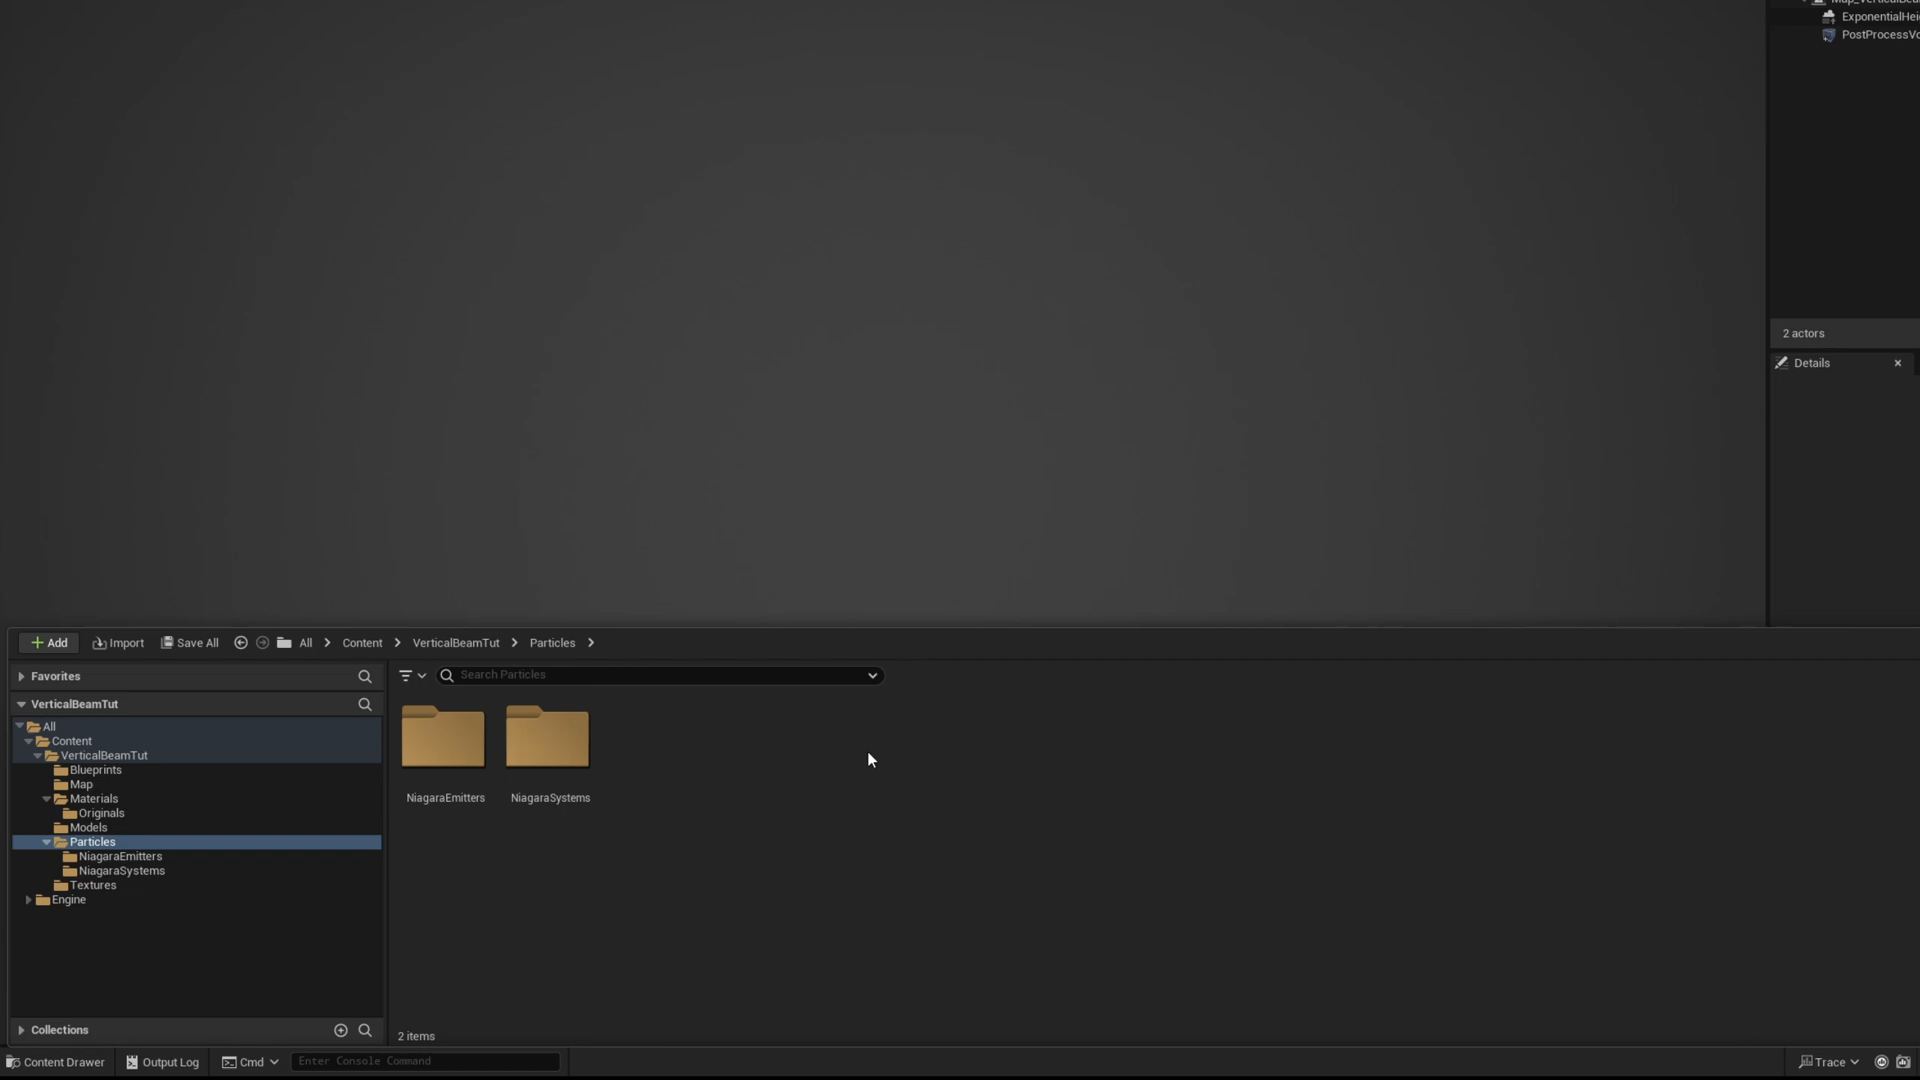 ExponentialHei
PostProcessVo
2 actors
Details
Add
Import
Save All
All
Content
VerticalBeamTut
Particles
Favorites
Search Particles
VerticalBeamTut
All
Content
VerticalBeamTut
Blueprints
Map
Materials
Originals
Models
Particles
NiagaraEmitters
NiagaraSystems
Textures
Engine
NiagaraEmitters
NiagaraSystems
Collections
2 items
Content Drawer
Output Log
Cmd
Enter Console Command
Trace